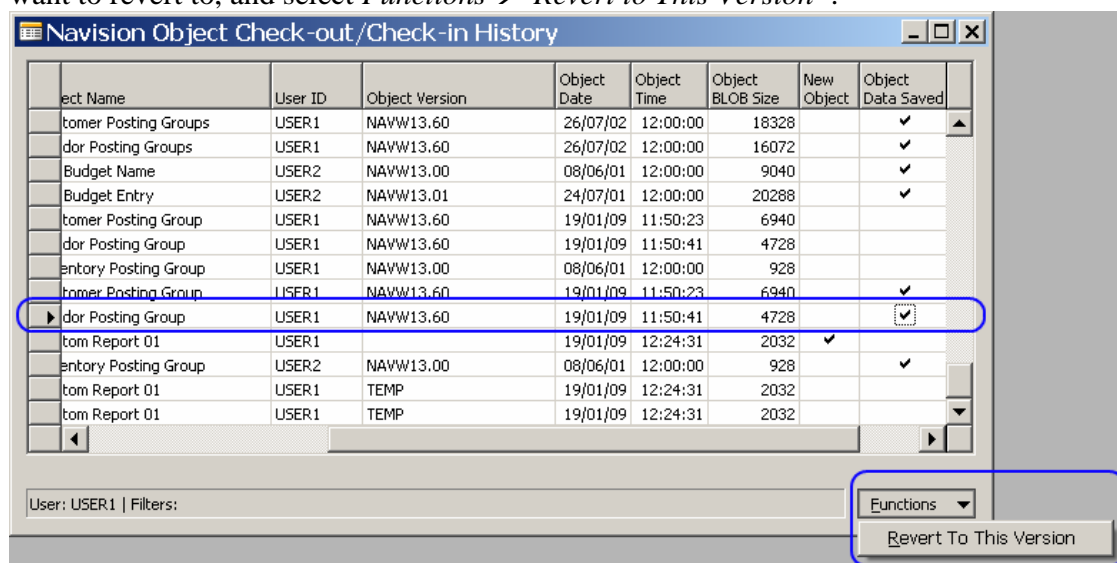 want to revert to, and select Functions → "Revert to This Version".
Navision Object Check-out/Check-in History
ect Name User ID Object Version Object Date Object Time Object BLOB Size New Object Object Data Saved
tomer Posting Groups USER1 NAVW13.60 26/07/02 12:00:00 18328 ✔
dor Posting Groups USER1 NAVW13.60 26/07/02 12:00:00 16072 ✔
Budget Name USER2 NAVW13.00 08/06/01 12:00:00 9040 ✔
Budget Entry USER2 NAVW13.01 24/07/01 12:00:00 20288 ✔
tomer Posting Group USER1 NAVW13.60 19/01/09 11:50:23 6940
dor Posting Group USER1 NAVW13.60 19/01/09 11:50:41 4728
entory Posting Group USER1 NAVW13.00 08/06/01 12:00:00 928
tomer Posting Group USER1 NAVW13.60 19/01/09 11:50:23 6940 ✔
dor Posting Group USER1 NAVW13.60 19/01/09 11:50:41 4728 ✔
tom Report 01 USER1 19/01/09 12:24:31 2032 ✔
entory Posting Group USER2 NAVW13.00 08/06/01 12:00:00 928 ✔
tom Report 01 USER1 TEMP 19/01/09 12:24:31 2032
tom Report 01 USER1 TEMP 19/01/09 12:24:31 2032
User: USER1 | Filters:
Functions
Revert To This Version